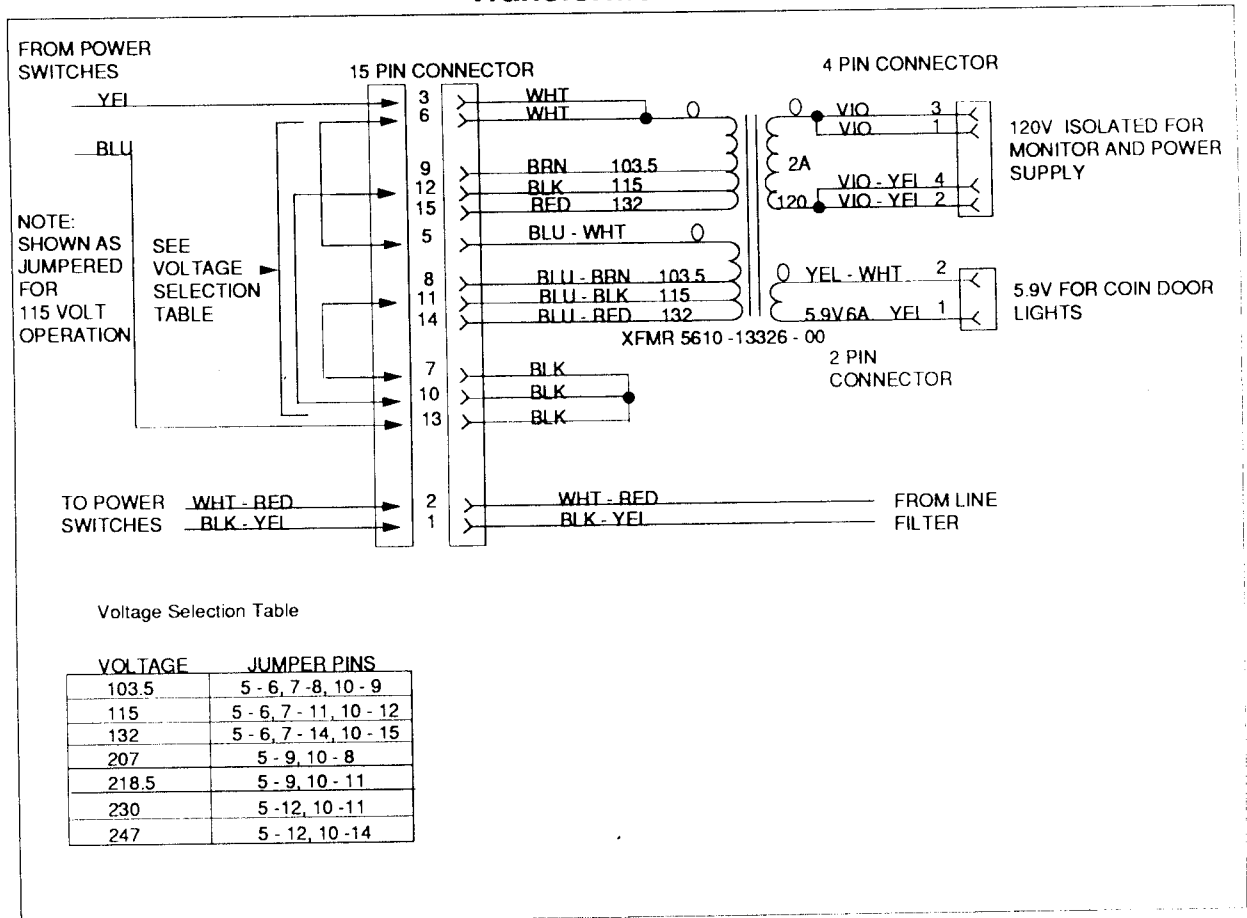 FROM POWER
SWITCHES
YEL
BLU
15 PIN CONNECTOR
4 PIN CONNECTOR
3 WHT
6 WHT 0
9 BRN 103.5
12 BLK 115
15 RED 132
5 BLU - WHT 0
8 BLU - BRN 103.5
11 BLU - BLK 115
14 BLU - RED 132
XFMR 5610 -13326 - 00
7 BLK
10 BLK
13 BLK
0 VIO 3
VIO 1
2A
VIO - YEL 4
120 VIO - YEL 2
120V ISOLATED FOR
MONITOR AND POWER
SUPPLY
0 YEL - WHT 2
5.9V6A YEL 1
5.9V FOR COIN DOOR
LIGHTS
2 PIN
CONNECTOR
NOTE:
SHOWN AS
JUMPERED
FOR
115 VOLT
OPERATION
SEE
VOLTAGE
SELECTION
TABLE
TO POWER
SWITCHES
WHT - RED 2 WHT - RED
BLK - YEL 1 BLK - YEL
FROM LINE
FILTER
Voltage Selection Table
VOLTAGE JUMPER PINS
103.5 5 - 6, 7 -8, 10 - 9
115 5 - 6, 7 - 11, 10 - 12
132 5 - 6, 7 - 14, 10 - 15
207 5 - 9, 10 - 8
218.5 5 - 9, 10 - 11
230 5 -12, 10 -11
247 5 - 12, 10 -14